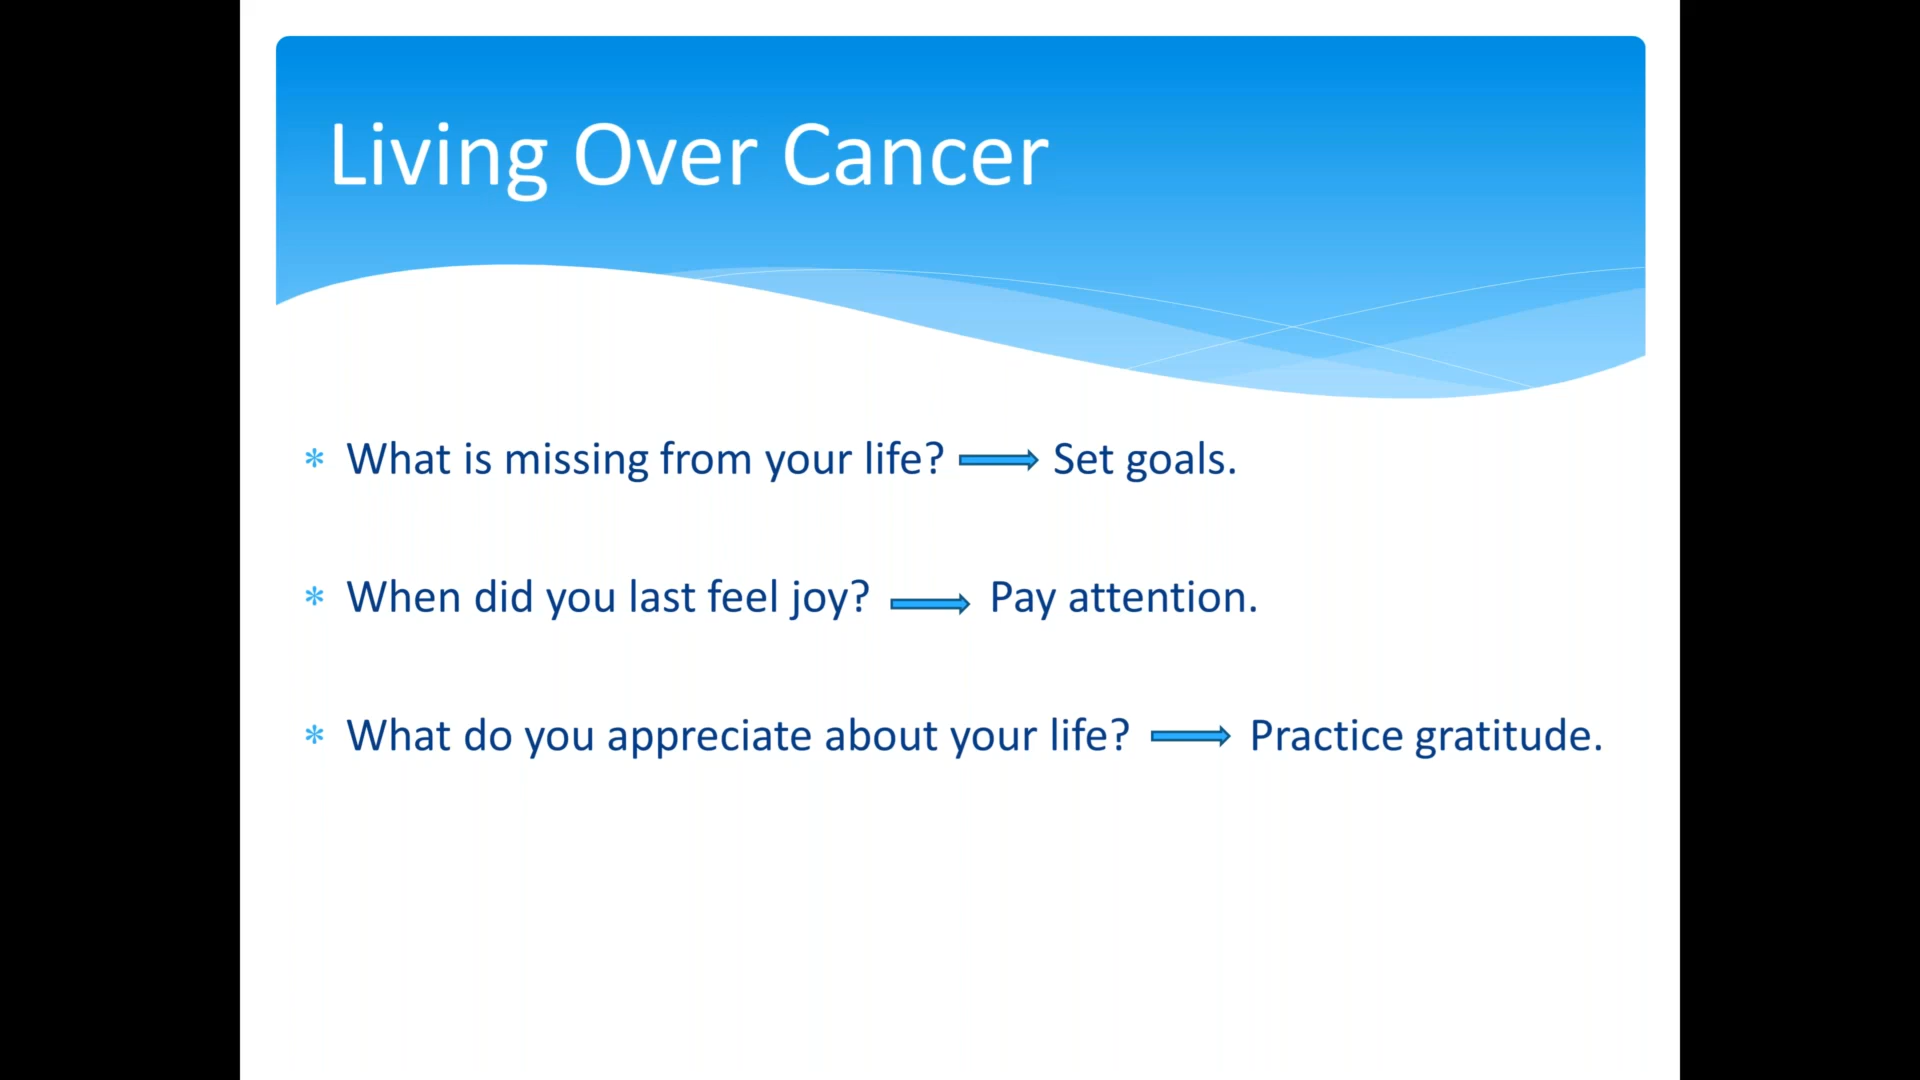 Living Over Cancer
* What is missing from your life? Set goals.
* When did you last feel joy? Pay attention.
* What do you appreciate about your life? Practice gratitude.